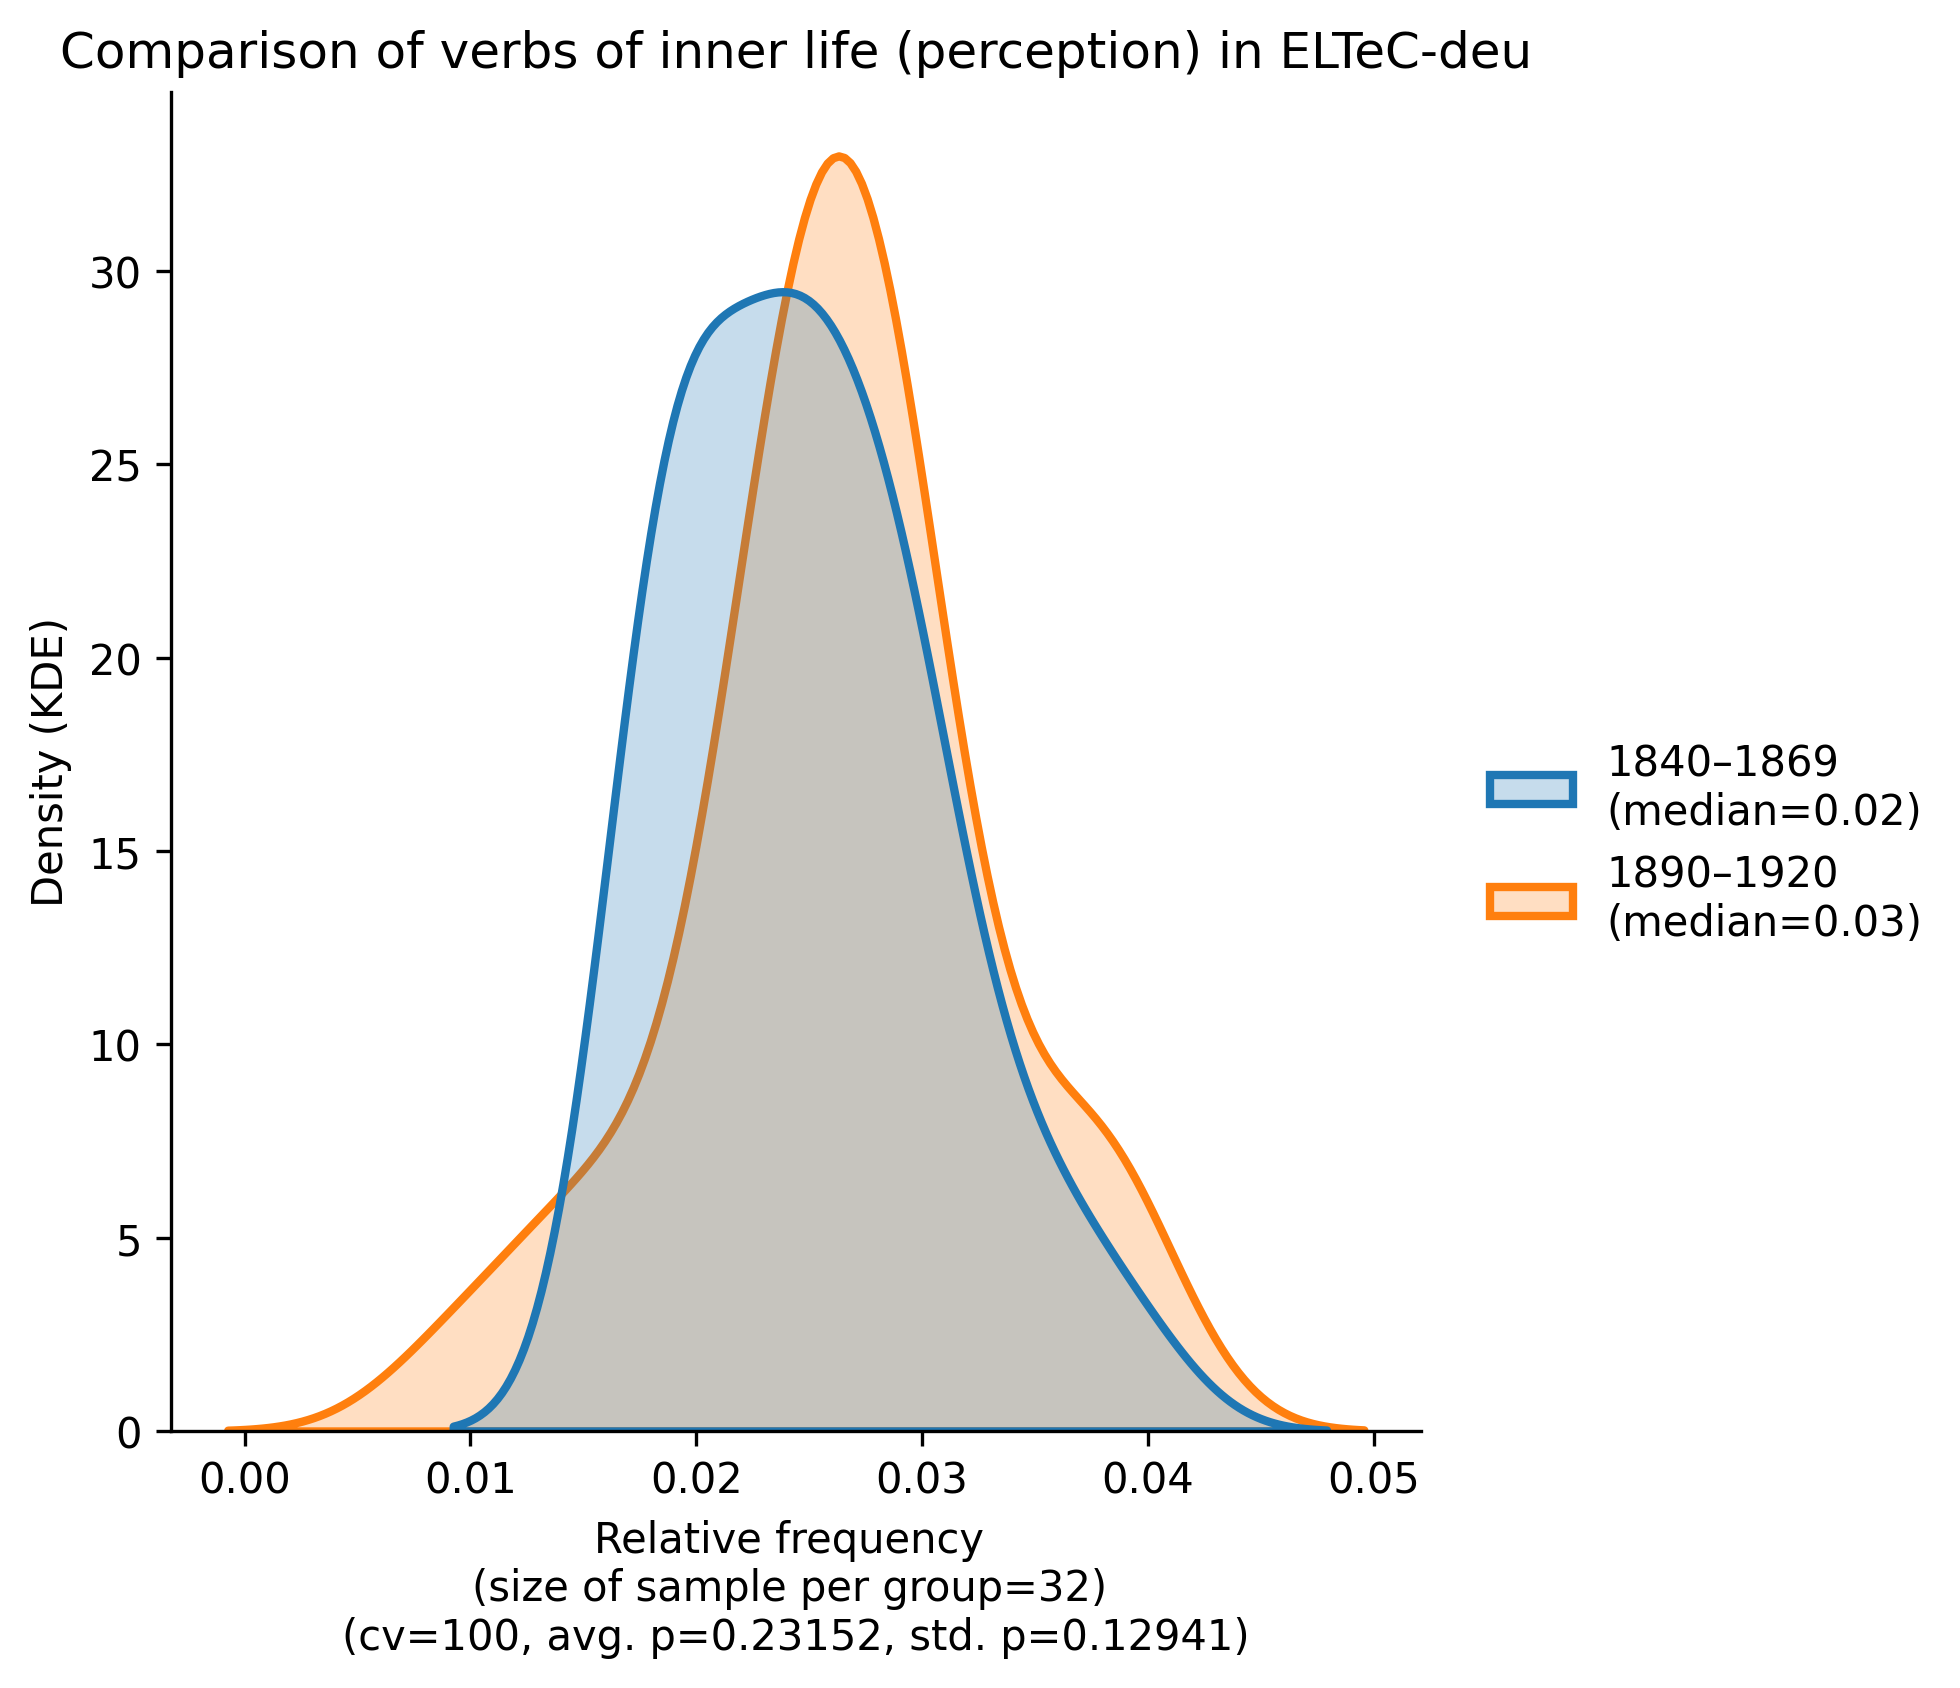 Comparison of verbs of inner life (perception) in ELTeC-deu
Density (KDE)
30
25
20
15
10
5
0
0.00 0.01 0.02 0.03 0.04 0.05
Relative frequency
(size of sample per group=32)
(cv=100, avg. p=0.23152, std. p=0.12941)
1840–1869
(median=0.02)
1890–1920
(median=0.03)